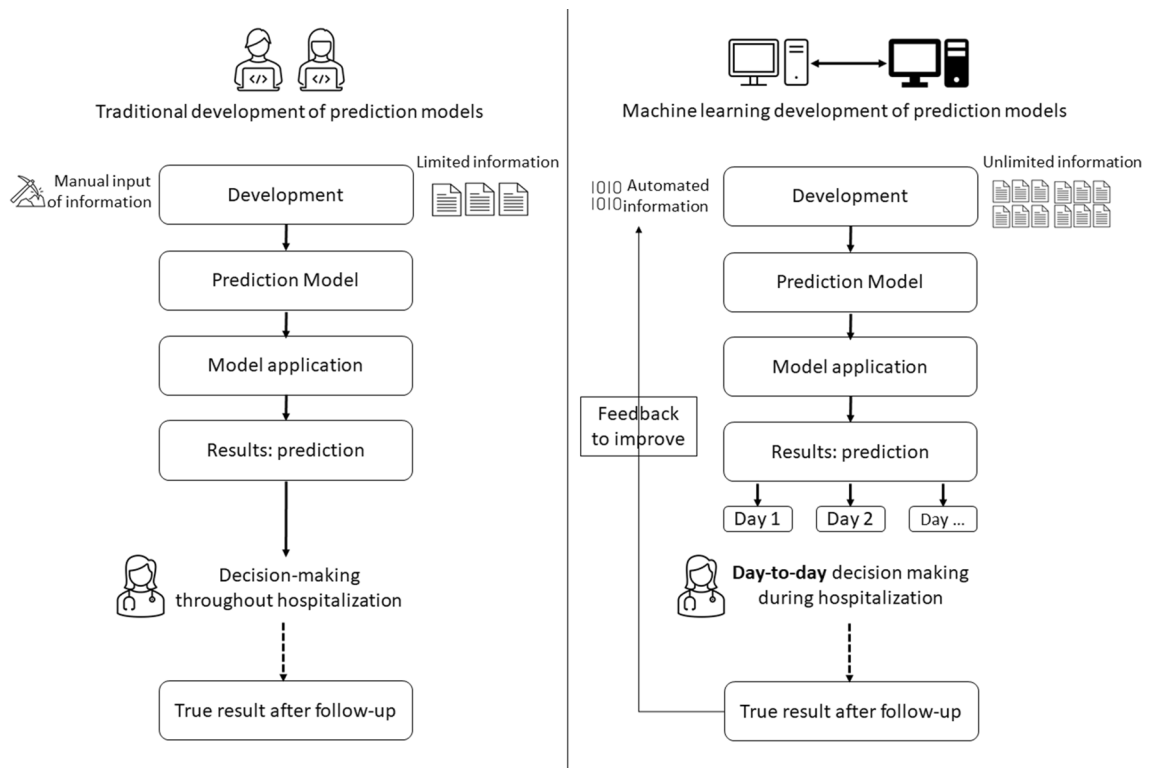 </> </>
Traditional development of prediction models
Manual input
of information
Limited information
Development
Prediction Model
Model application
Results: prediction
Decision-making
throughout hospitalization
True result after follow-up
Machine learning development of prediction models
1010
1010
Automated
information
Unlimited information
Development
Prediction Model
Model application
Feedback
to improve
Results: prediction
Day 1
Day 2
Day ...
Day-to-day decision making
during hospitalization
True result after follow-up